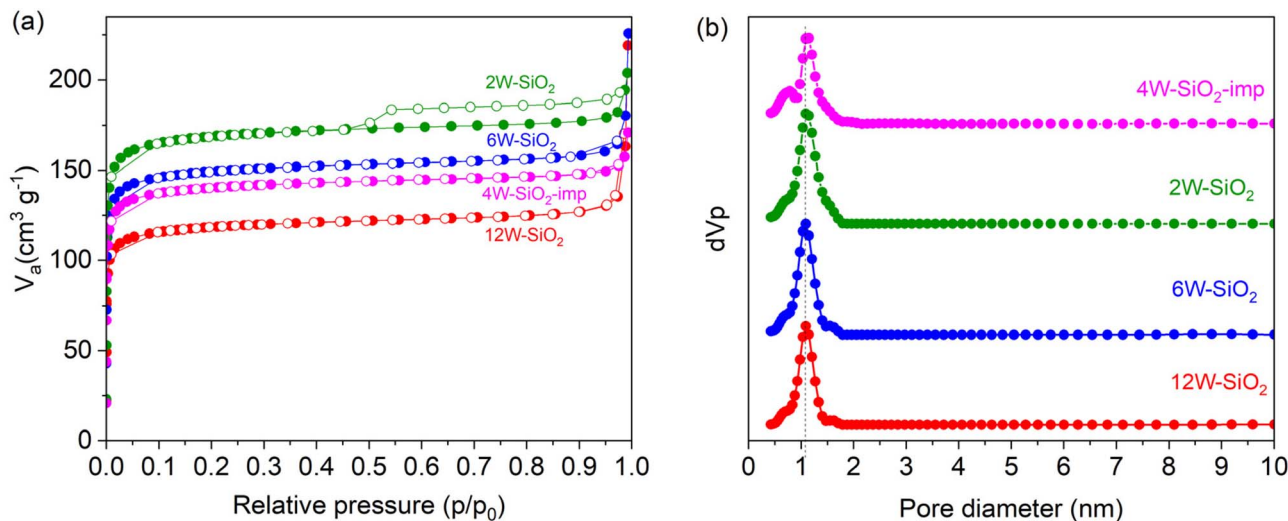 (a)
V_a(cm³ g⁻¹)
200
150
100
50
0
2W-SiO₂
6W-SiO₂
4W-SiO₂-imp
12W-SiO₂
0.0 0.1 0.2 0.3 0.4 0.5 0.6 0.7 0.8 0.9 1.0
Relative pressure (p/p₀)
(b)
dVp
4W-SiO₂-imp
2W-SiO₂
6W-SiO₂
12W-SiO₂
0 1 2 3 4 5 6 7 8 9 10
Pore diameter (nm)